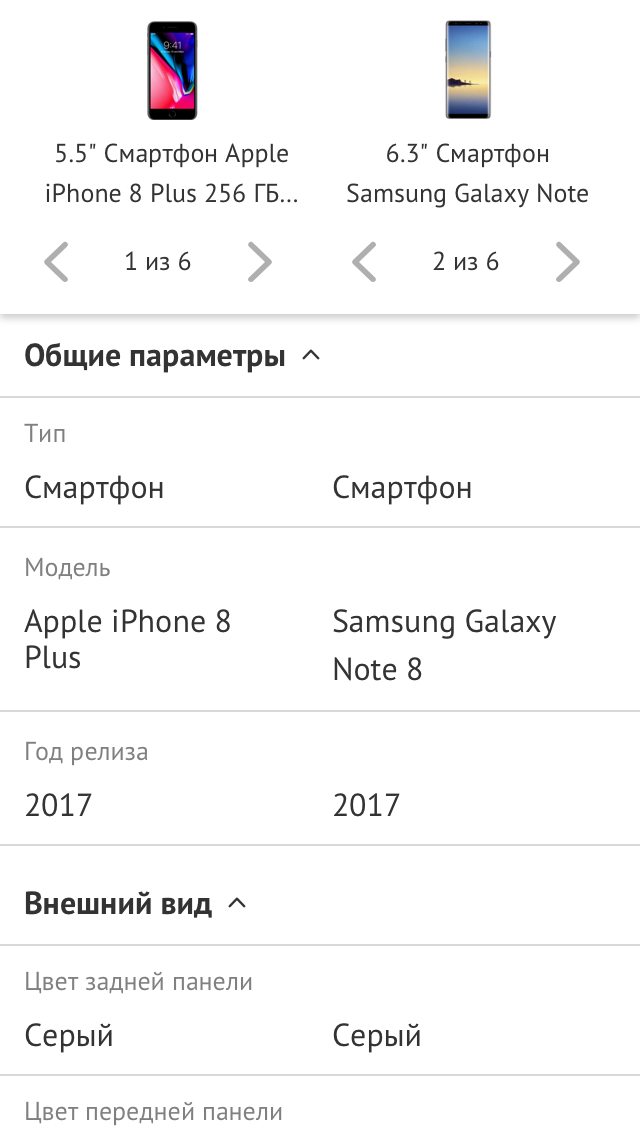 9:41
5.5" Смартфон Apple
iPhone 8 Plus 256 ГБ...
6.3" Смартфон
Samsung Galaxy Note
1 из 6
2 из 6
Общие параметры
Тип
Смартфон
Смартфон
Модель
Apple iPhone 8
Plus
Samsung Galaxy
Note 8
Год релиза
2017
2017
Внешний вид
Цвет задней панели
Серый
Серый
Цвет передней панели